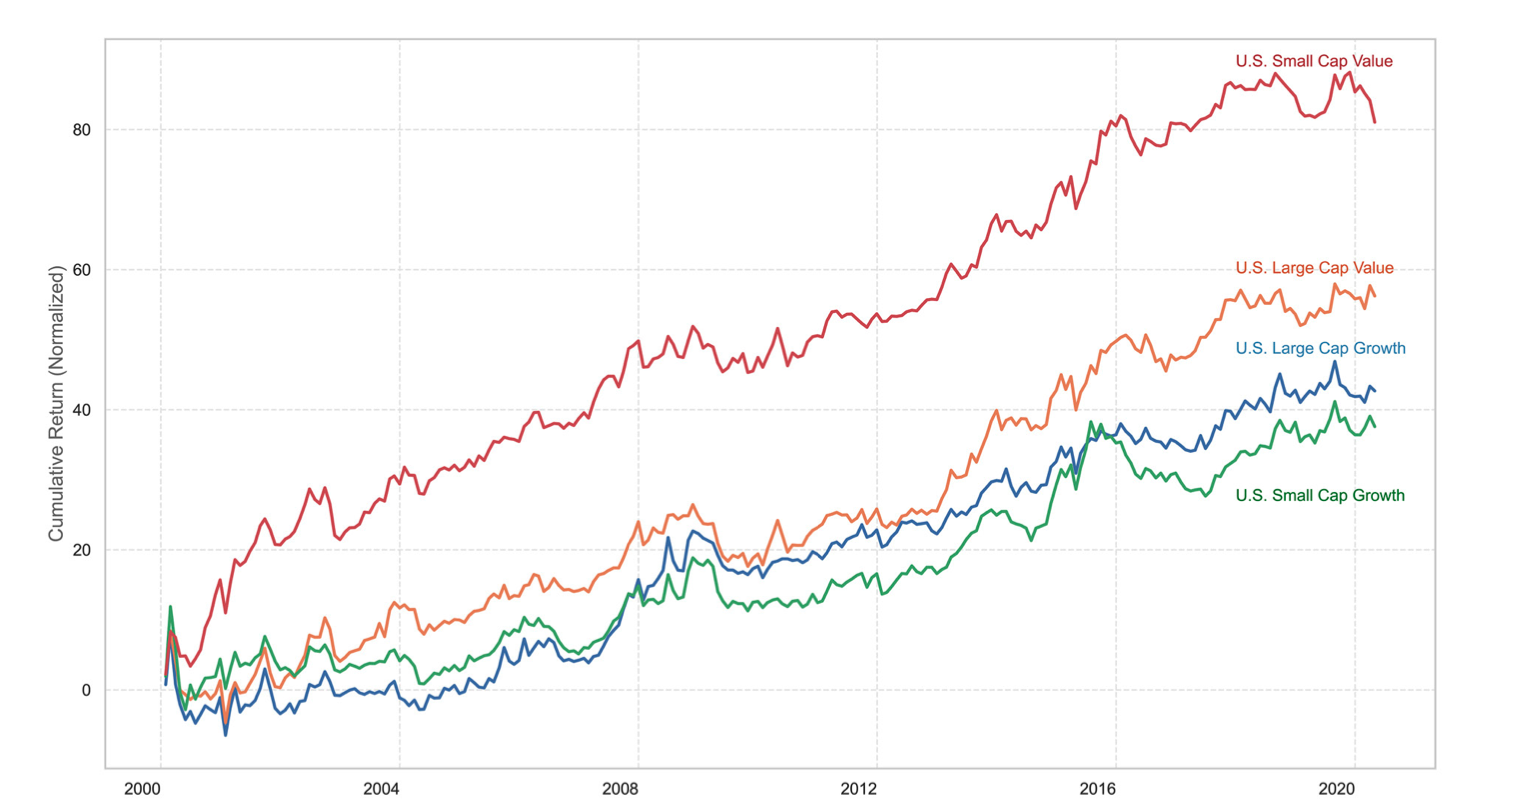 U.S. Small Cap Value
80
60
U.S. Large Cap Value
U.S. Large Cap Growth
Cumulative Return (Normalized)
40
U.S. Small Cap Growth
20
0
2000 2004 2008 2012 2016 2020